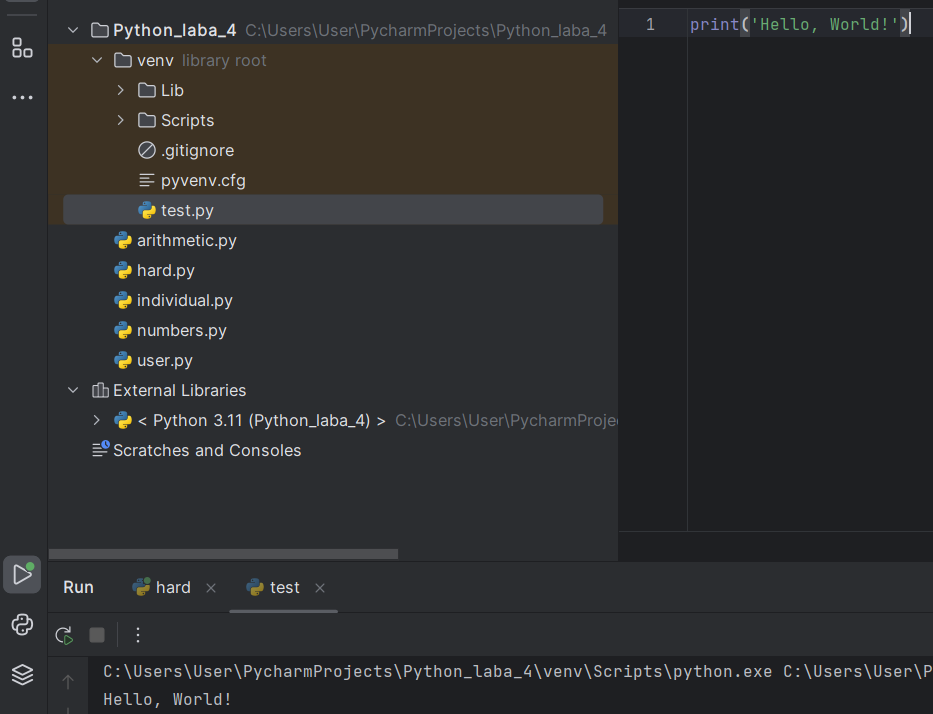 Python_laba_4 C:\Users\User\PycharmProjects\Python_laba_4
venv library root
Lib
Scripts
.gitignore
pyvenv.cfg
test.py
arithmetic.py
hard.py
individual.py
numbers.py
user.py
External Libraries
< Python 3.11 (Python_laba_4) > C:\Users\User\PycharmProje
Scratches and Consoles
1 print('Hello, World!')
Run hard test
C:\Users\User\PycharmProjects\Python_laba_4\venv\Scripts\python.exe C:\Users\User\P
Hello, World!